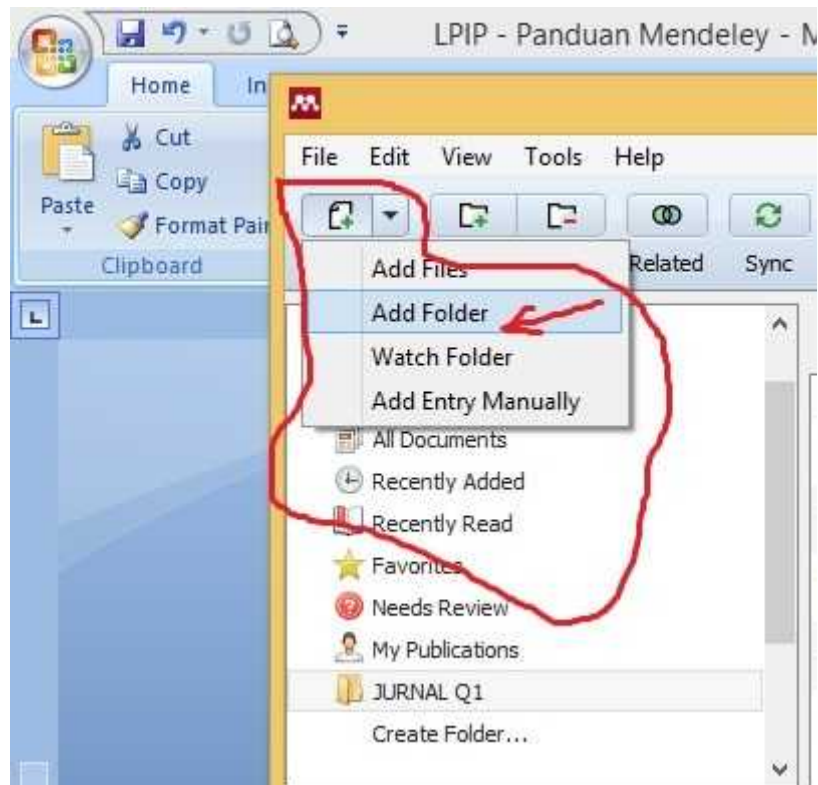 LPIP - Panduan Mendeley - M
Home In
Cut
Copy
Format Pain
Paste
Clipboard
File Edit View Tools Help
Related Sync
Add Files
Add Folder
Watch Folder
Add Entry Manually
All Documents
Recently Added
Recently Read
Favorites
Needs Review
My Publications
JURNAL Q1
Create Folder...